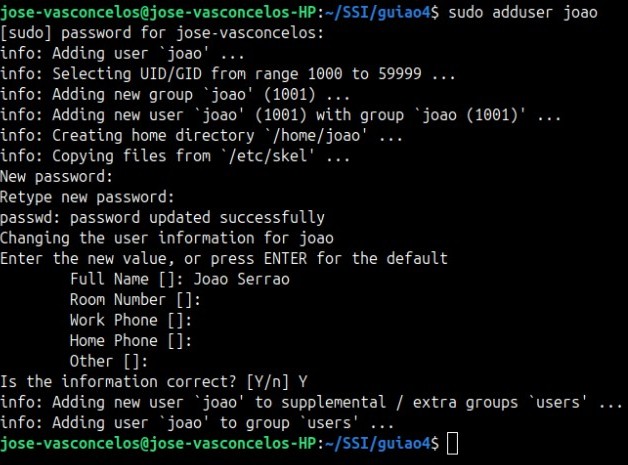 jose-vasconcelos@jose-vasconcelos-HP:~/SSI/guiao4$ sudo adduser joao
[sudo] password for jose-vasconcelos:
info: Adding user `joao' ...
info: Selecting UID/GID from range 1000 to 59999 ...
info: Adding new group `joao' (1001) ...
info: Adding new user `joao' (1001) with group `joao (1001)' ...
info: Creating home directory `/home/joao' ...
info: Copying files from `/etc/skel' ...
New password:
Retype new password:
passwd: password updated successfully
Changing the user information for joao
Enter the new value, or press ENTER for the default
        Full Name []: Joao Serrao
        Room Number []:
        Work Phone []:
        Home Phone []:
        Other []:
Is the information correct? [Y/n] Y
info: Adding new user `joao' to supplemental / extra groups `users' ...
info: Adding user `joao' to group `users' ...
jose-vasconcelos@jose-vasconcelos-HP:~/SSI/guiao4$